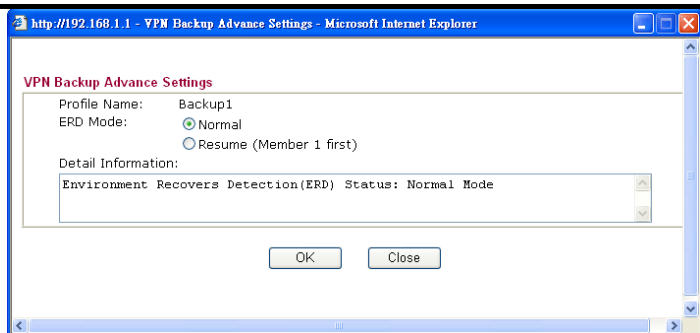 http://192.168.1.1 - VPN Backup Advance Settings - Microsoft Internet Explorer
VPN Backup Advance Settings
Profile Name: Backup1
ERD Mode: Normal
Resume (Member 1 first)
Detail Information:
Environment Recovers Detection(ERD) Status: Normal Mode
OK Close